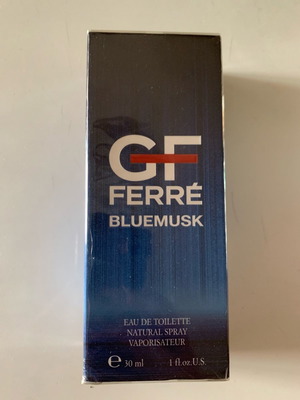 GF
FERRÉ
BLUEMUSK
EAU DE TOILETTE
NATURAL SPRAY
VAPORISATEUR
℮ 30 ml 1 fl.oz.U.S.